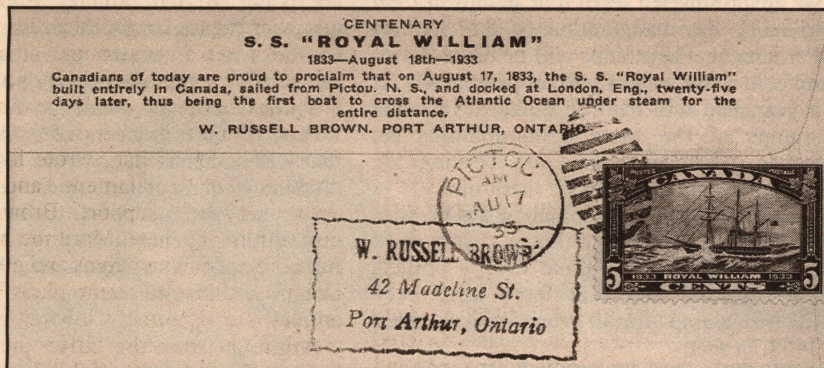 CENTENARY
S. S. "ROYAL WILLIAM"
1833—August 18th—1933
Canadians of today are proud to proclaim that on August 17, 1833, the S. S. "Royal William"
built entirely in Canada, sailed from Pictou. N. S., and docked at London, Eng., twenty-five
days later, thus being the first boat to cross the Atlantic Ocean under steam for the
entire distance.
W. RUSSELL BROWN. PORT ARTHUR, ONTARIO
PICTOU
AM
AU 17
33
CANADA
5 1833 ROYAL WILLIAM 1933 5
CENTS
W. RUSSELL BROWN
42 Madeline St.
Port Arthur, Ontario